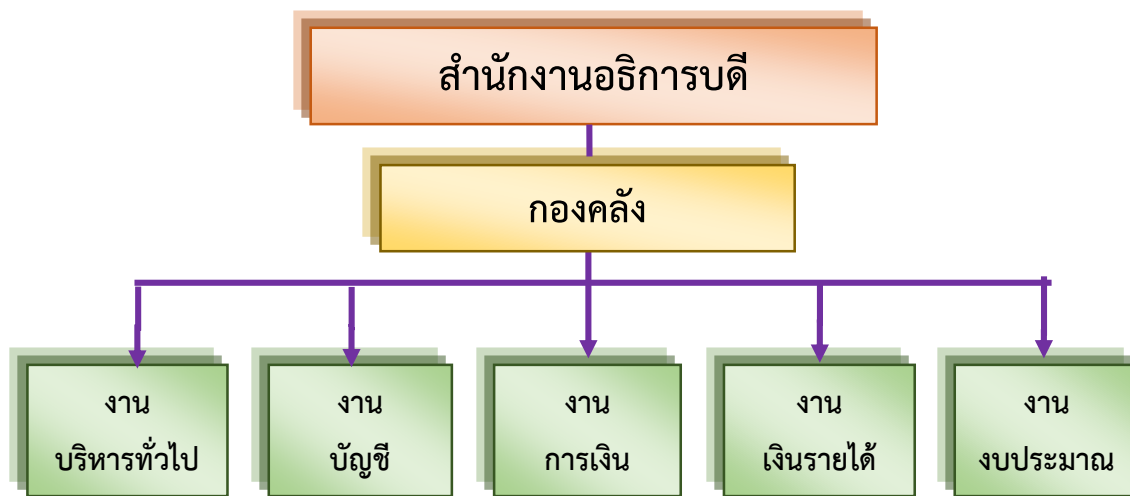 สำนักงานอธิการบดี
กองคลัง
งาน
บริหารทั่วไป
งาน
บัญชี
งาน
การเงิน
งาน
เงินรายได้
งาน
งบประมาณ